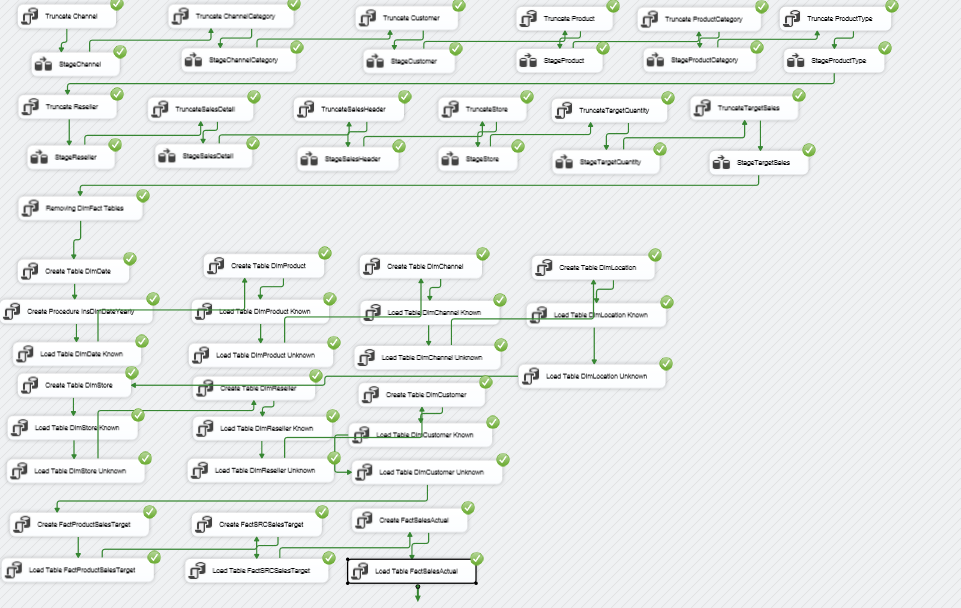 Truncate Channel
Truncate ChannelCategory
Truncate Customer
Truncate Product
Truncate ProductCategory
Truncate ProductType
StageChannel
StageChannelCategory
StageCustomer
StageProduct
StageProductCategory
StageProductType
Truncate Reseller
TruncateSalesDetail
TruncateSalesHeader
TruncateStore
TruncateTargetQuantity
TruncateTargetSales
StageReseller
StageSalesDetail
StageSalesHeader
StageStore
StageTargetQuantity
StageTargetSales
Removing DimFact Tables
Create Table DimDate
Create Table DimProduct
Create Table DimChannel
Create Table DimLocation
Create Procedure InsDimDateYearly
Load Table DimProduct Known
Load Table DimChannel Known
Load Table DimLocation Known
Load Table DimDate Known
Load Table DimProduct Unknown
Load Table DimChannel Unknown
Load Table DimLocation Unknown
Create Table DimStore
Create Table DimReseller
Create Table DimCustomer
Load Table DimStore Known
Load Table DimReseller Known
Load Table DimCustomer Known
Load Table DimStore Unknown
Load Table DimReseller Unknown
Load Table DimCustomer Unknown
Create FactProductSalesTarget
Create FactSRCSalesTarget
Create FactSalesActual
Load Table FactProductSalesTarget
Load Table FactSRCSalesTarget
Load Table FactSalesActual